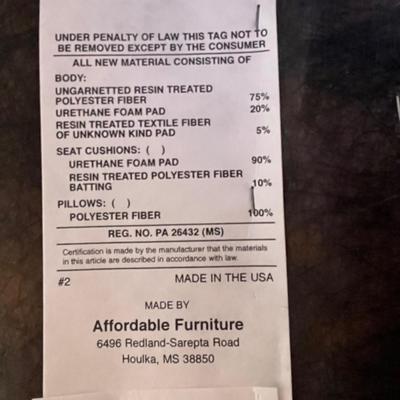 UNDER PENALTY OF LAW THIS TAG NOT TO
BE REMOVED EXCEPT BY THE CONSUMER
ALL NEW MATERIAL CONSISTING OF
BODY:
UNGARNETTED RESIN TREATED
POLYESTER FIBER 75%
URETHANE FOAM PAD 20%
RESIN TREATED TEXTILE FIBER
OF UNKNOWN KIND PAD 5%
SEAT CUSHIONS: ( )
URETHANE FOAM PAD 90%
RESIN TREATED POLYESTER FIBER
BATTING 10%
PILLOWS: ( )
POLYESTER FIBER 100%
REG. NO. PA 26432 (MS)
Certification is made by the manufacturer that the materials
in this article are described in accordance with law.
#2 MADE IN THE USA
MADE BY
Affordable Furniture
6496 Redland-Sarepta Road
Houlka, MS 38850